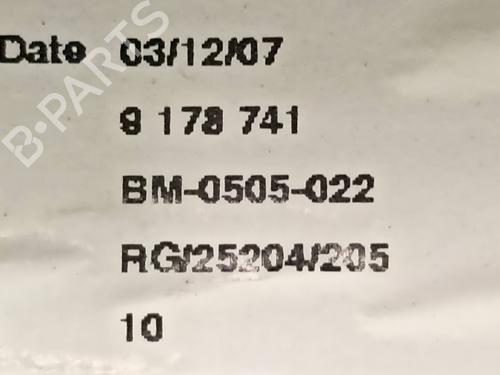 Date 03/12/07
9 178 741
BM-0505-022
RG/25204/205
10
B-PARTS